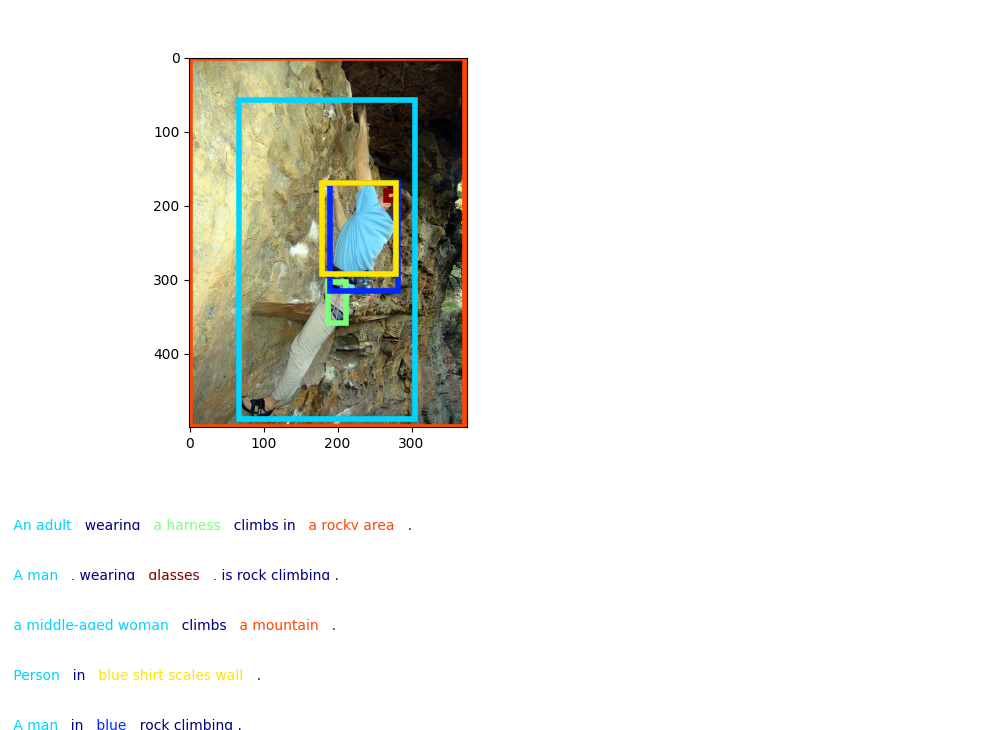 0
100
200
300
400
0 100 200 300
An adult wearing a harness climbs in a rocky area .
A man , wearing glasses , is rock climbing .
a middle-aged woman climbs a mountain .
Person in blue shirt scales wall .
A man in blue rock climbing .